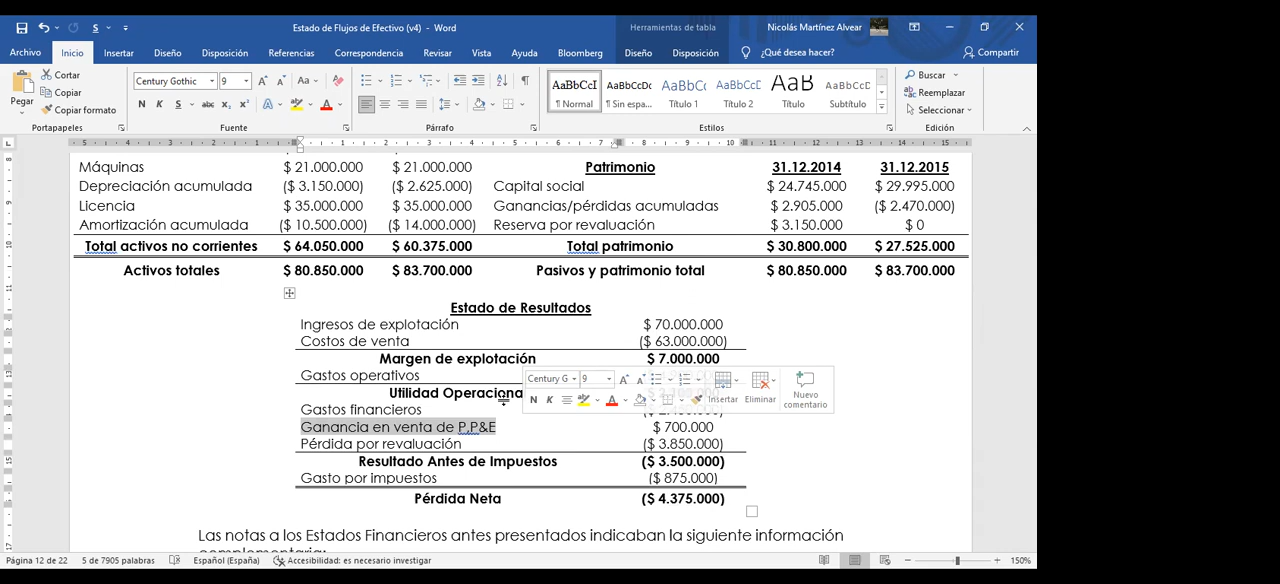 Estado de Flujos de Efectivo (v4) - Word
Herramientas de tabla
Nicolás Martínez Alvear
Archivo Inicio Insertar Diseño Disposición Referencias Correspondencia Revisar Vista Ayuda Bloomberg Diseño Disposición ¿Qué desea hacer? Compartir
Pegar
Cortar
Copiar
Copiar formato
Portapapeles
Century Gothic 9
N K S abc x₂ x²
Fuente
Párrafo
AaBbCcI AaBbCcDc AaBbC AaBbCcD AaB AaBbCcD
¶ Normal ¶ Sin espa... Título 1 Título 2 Título Subtítulo
Estilos
Buscar
Reemplazar
Seleccionar
Edición
Máquinas $ 21.000.000 $ 21.000.000 Patrimonio 31.12.2014 31.12.2015
Depreciación acumulada ($ 3.150.000) ($ 2.625.000) Capital social $ 24.745.000 $ 29.995.000
Licencia $ 35.000.000 $ 35.000.000 Ganancias/pérdidas acumuladas $ 2.905.000 ($ 2.470.000)
Amortización acumulada ($ 10.500.000) ($ 14.000.000) Reserva por revaluación $ 3.150.000 $ 0
Total activos no corrientes $ 64.050.000 $ 60.375.000 Total patrimonio $ 30.800.000 $ 27.525.000
Activos totales $ 80.850.000 $ 83.700.000 Pasivos y patrimonio total $ 80.850.000 $ 83.700.000
Estado de Resultados
Ingresos de explotación $ 70.000.000
Costos de venta ($ 63.000.000)
Margen de explotación $ 7.000.000
Gastos operativos
Utilidad Operaciona
Gastos financieros
Ganancia en venta de P,P&E $ 700.000
Pérdida por revaluación ($ 3.850.000)
Resultado Antes de Impuestos ($ 3.500.000)
Gasto por impuestos ($ 875.000)
Pérdida Neta ($ 4.375.000)
Century G 9
N K
Insertar Eliminar Nuevo
comentario
Las notas a los Estados Financieros antes presentados indicaban la siguiente información
complementaria:
Página 12 de 22 5 de 7905 palabras Español (España) Accesibilidad: es necesario investigar 150%